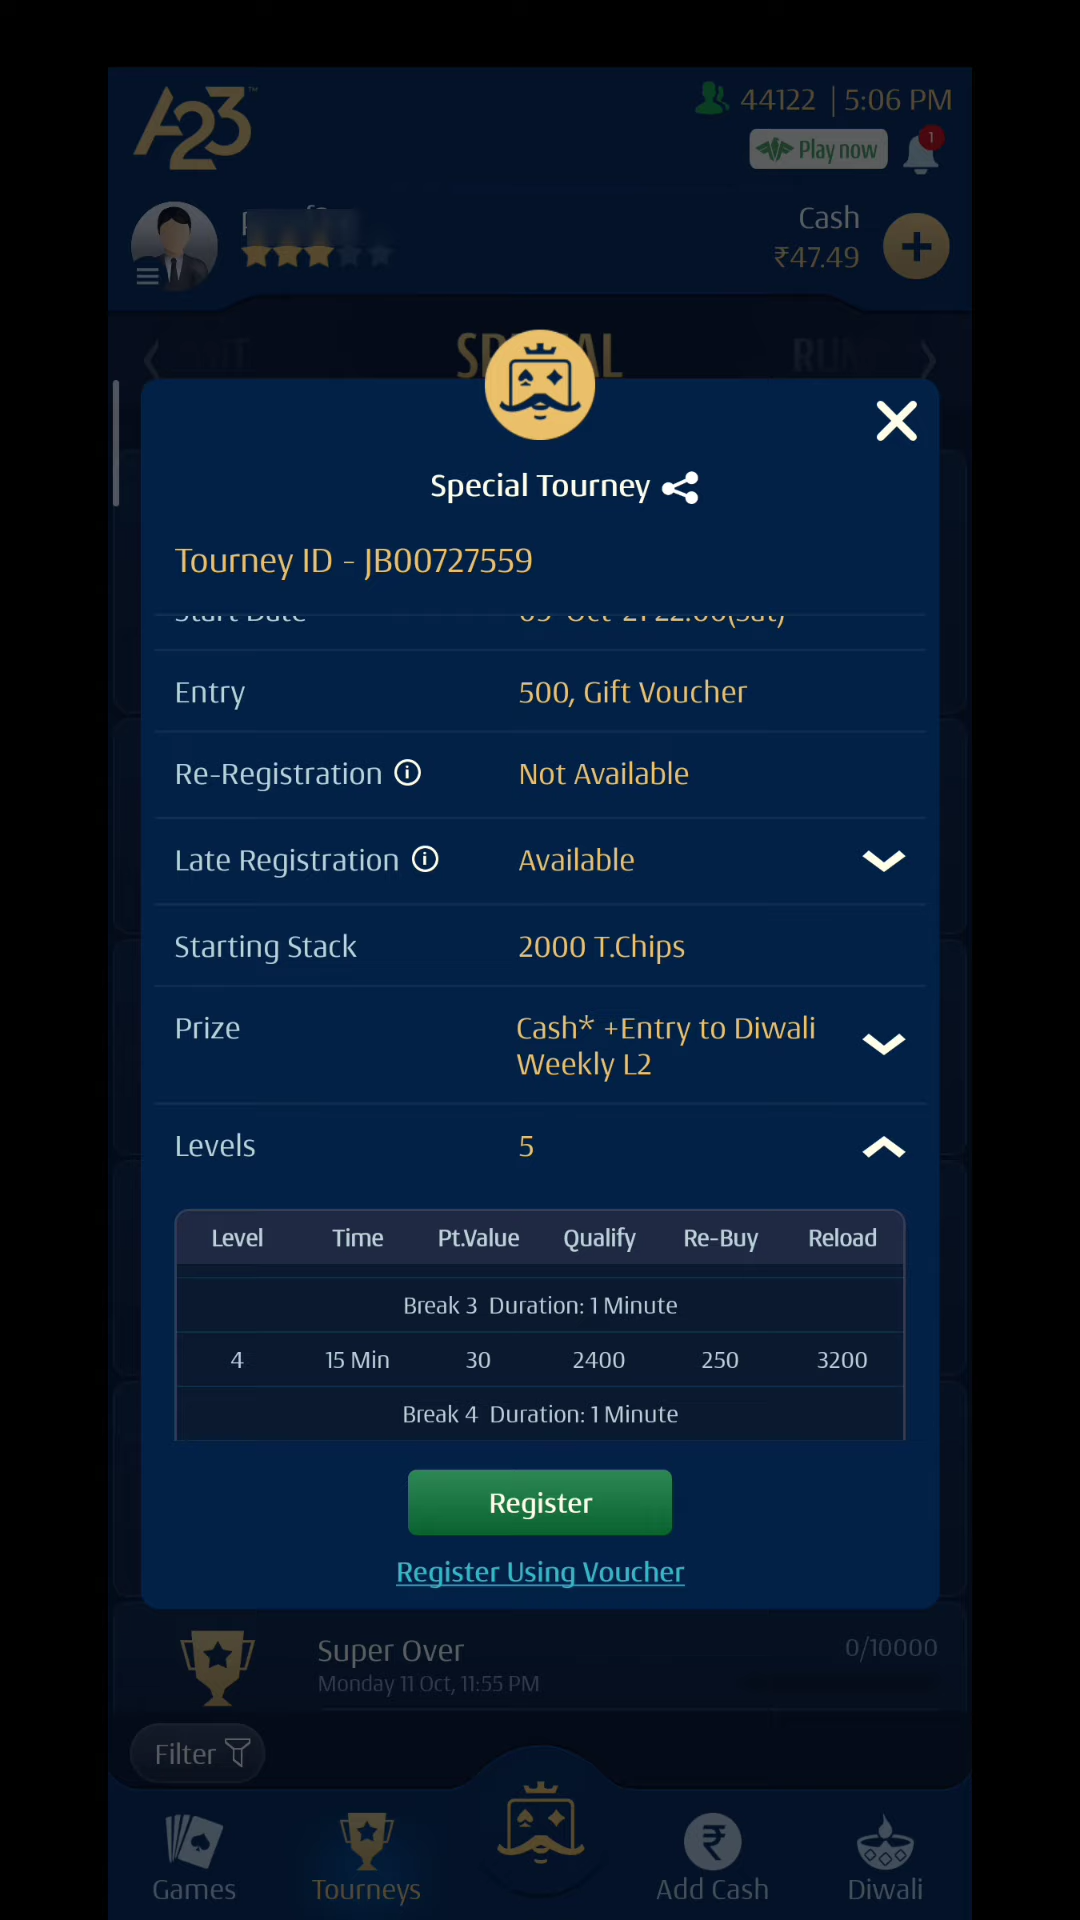 A23
44122 | 5:06 PM
Play now
1
Cash
₹47.49
SPECIAL
Special Tourney
Tourney ID - JB00727559
Start Date
Entry 500, Gift Voucher
Re-Registration Not Available
Late Registration Available
Starting Stack 2000 T.Chips
Prize Cash* +Entry to Diwali
Weekly L2
Levels 5
Level Time Pt.Value Qualify Re-Buy Reload
Break 3 Duration: 1 Minute
4 15 Min 30 2400 250 3200
Break 4 Duration: 1 Minute
Register
Register Using Voucher
Super Over 0/10000
Monday 11 Oct, 11:55 PM
Filter
Games Tourneys Add Cash Diwali